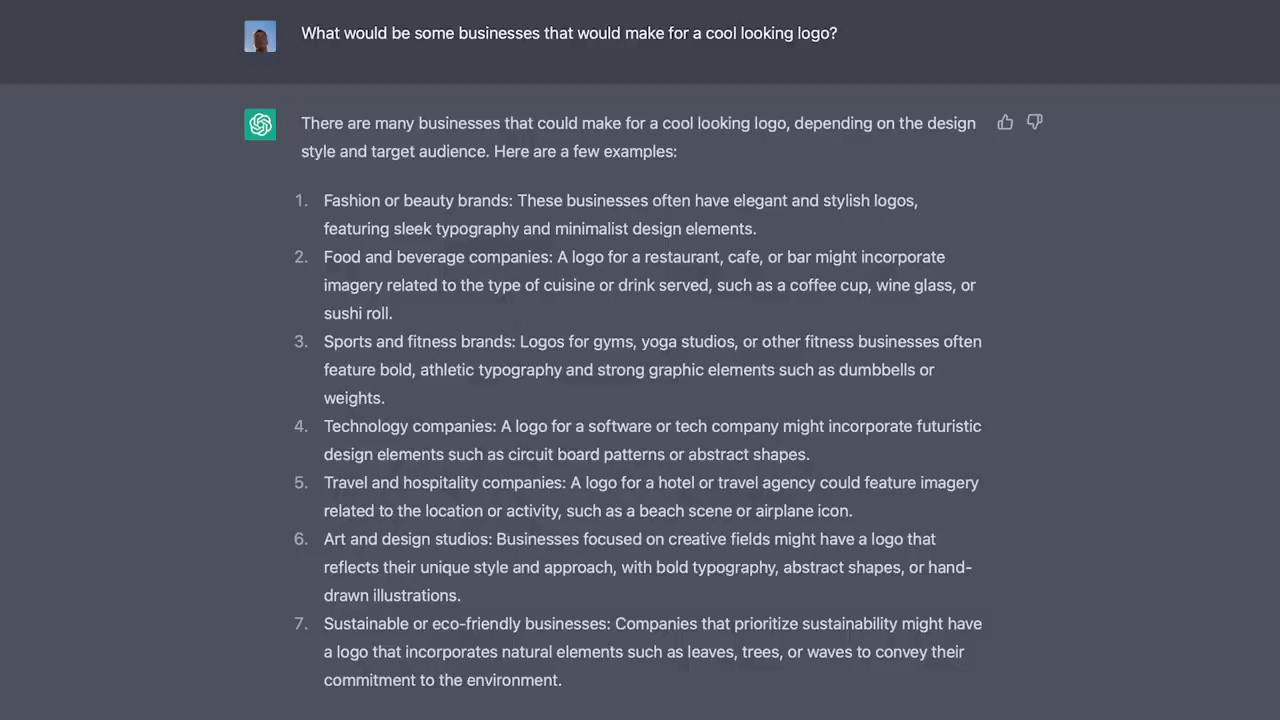 What would be some businesses that would make for a cool looking logo?
There are many businesses that could make for a cool looking logo, depending on the design
style and target audience. Here are a few examples:
1. Fashion or beauty brands: These businesses often have elegant and stylish logos,
featuring sleek typography and minimalist design elements.
2. Food and beverage companies: A logo for a restaurant, cafe, or bar might incorporate
imagery related to the type of cuisine or drink served, such as a coffee cup, wine glass, or
sushi roll.
3. Sports and fitness brands: Logos for gyms, yoga studios, or other fitness businesses often
feature bold, athletic typography and strong graphic elements such as dumbbells or
weights.
4. Technology companies: A logo for a software or tech company might incorporate futuristic
design elements such as circuit board patterns or abstract shapes.
5. Travel and hospitality companies: A logo for a hotel or travel agency could feature imagery
related to the location or activity, such as a beach scene or airplane icon.
6. Art and design studios: Businesses focused on creative fields might have a logo that
reflects their unique style and approach, with bold typography, abstract shapes, or hand-
drawn illustrations.
7. Sustainable or eco-friendly businesses: Companies that prioritize sustainability might have
a logo that incorporates natural elements such as leaves, trees, or waves to convey their
commitment to the environment.